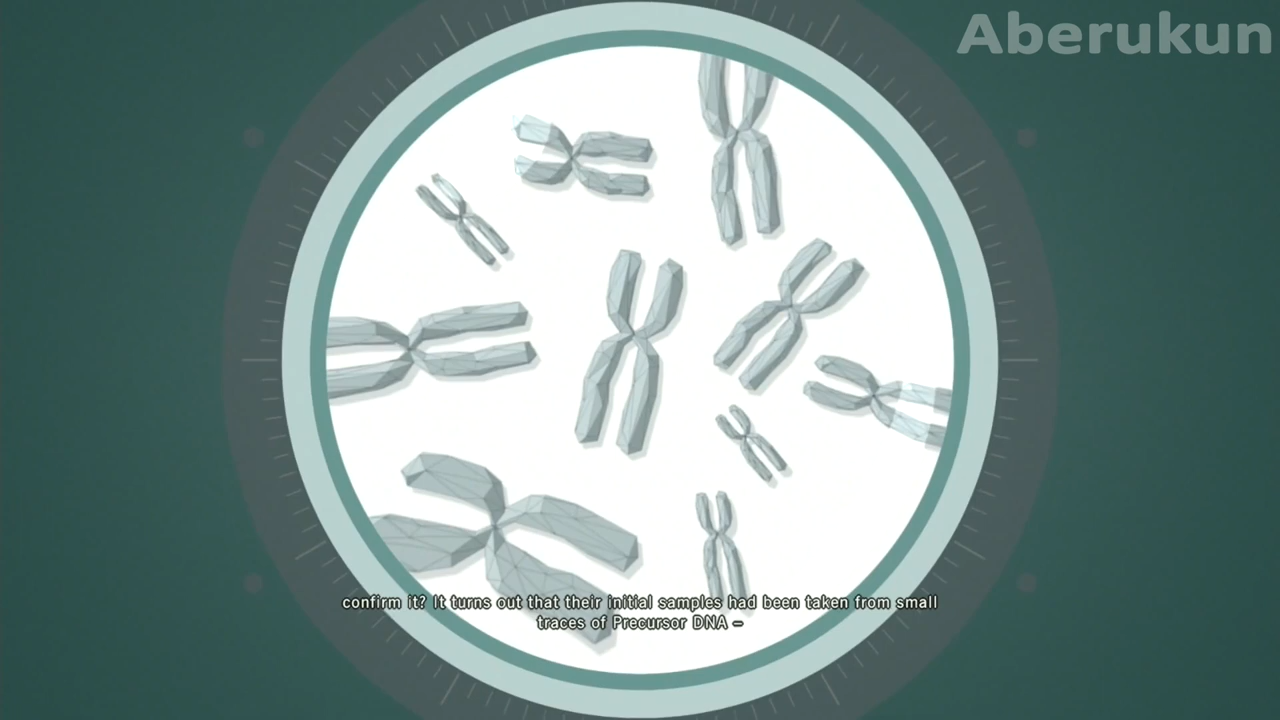 Aberukun
confirm it? It turns out that their initial samples had been taken from small
traces of Precursor DNA –